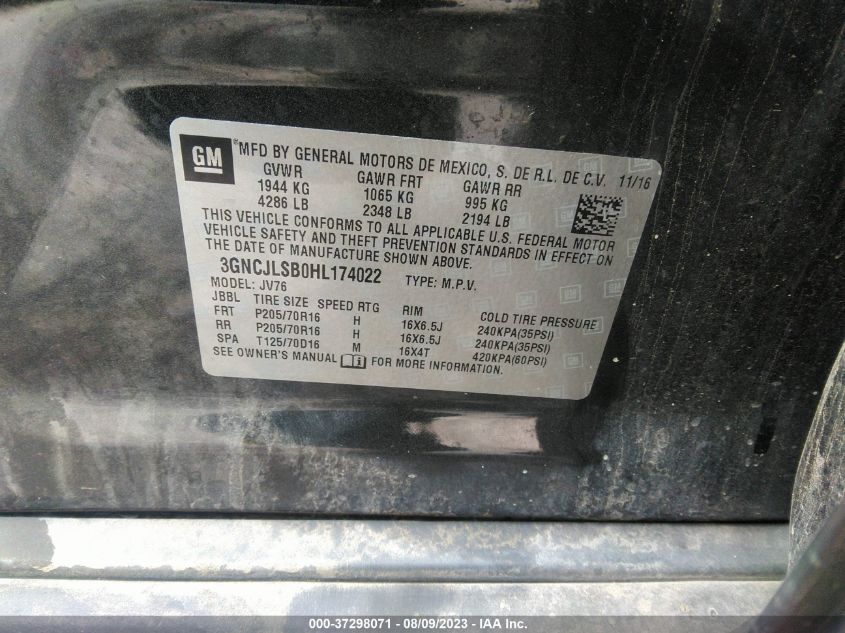 GM ®MFD BY GENERAL MOTORS DE MEXICO, S. DE R.L. DE C.V. 11/16
GVWR GAWR FRT GAWR RR
1944 KG 1065 KG 995 KG
4286 LB 2348 LB 2194 LB
THIS VEHICLE CONFORMS TO ALL APPLICABLE U.S. FEDERAL MOTOR
VEHICLE SAFETY AND THEFT PREVENTION STANDARDS IN EFFECT ON
THE DATE OF MANUFACTURE SHOWN ABOVE.
3GNCJLSB0HL174022 TYPE: M.P.V.
MODEL: JV76
JBBL TIRE SIZE SPEED RTG RIM COLD TIRE PRESSURE
FRT P205/70R16 H 16X6.5J 240KPA(35PSI)
RR P205/70R16 H 16X6.5J 240KPA(35PSI)
SPA T125/70D16 M 16X4T 420KPA(60PSI)
SEE OWNER'S MANUAL FOR MORE INFORMATION.
000-37298071 - 08/09/2023 - IAA Inc.